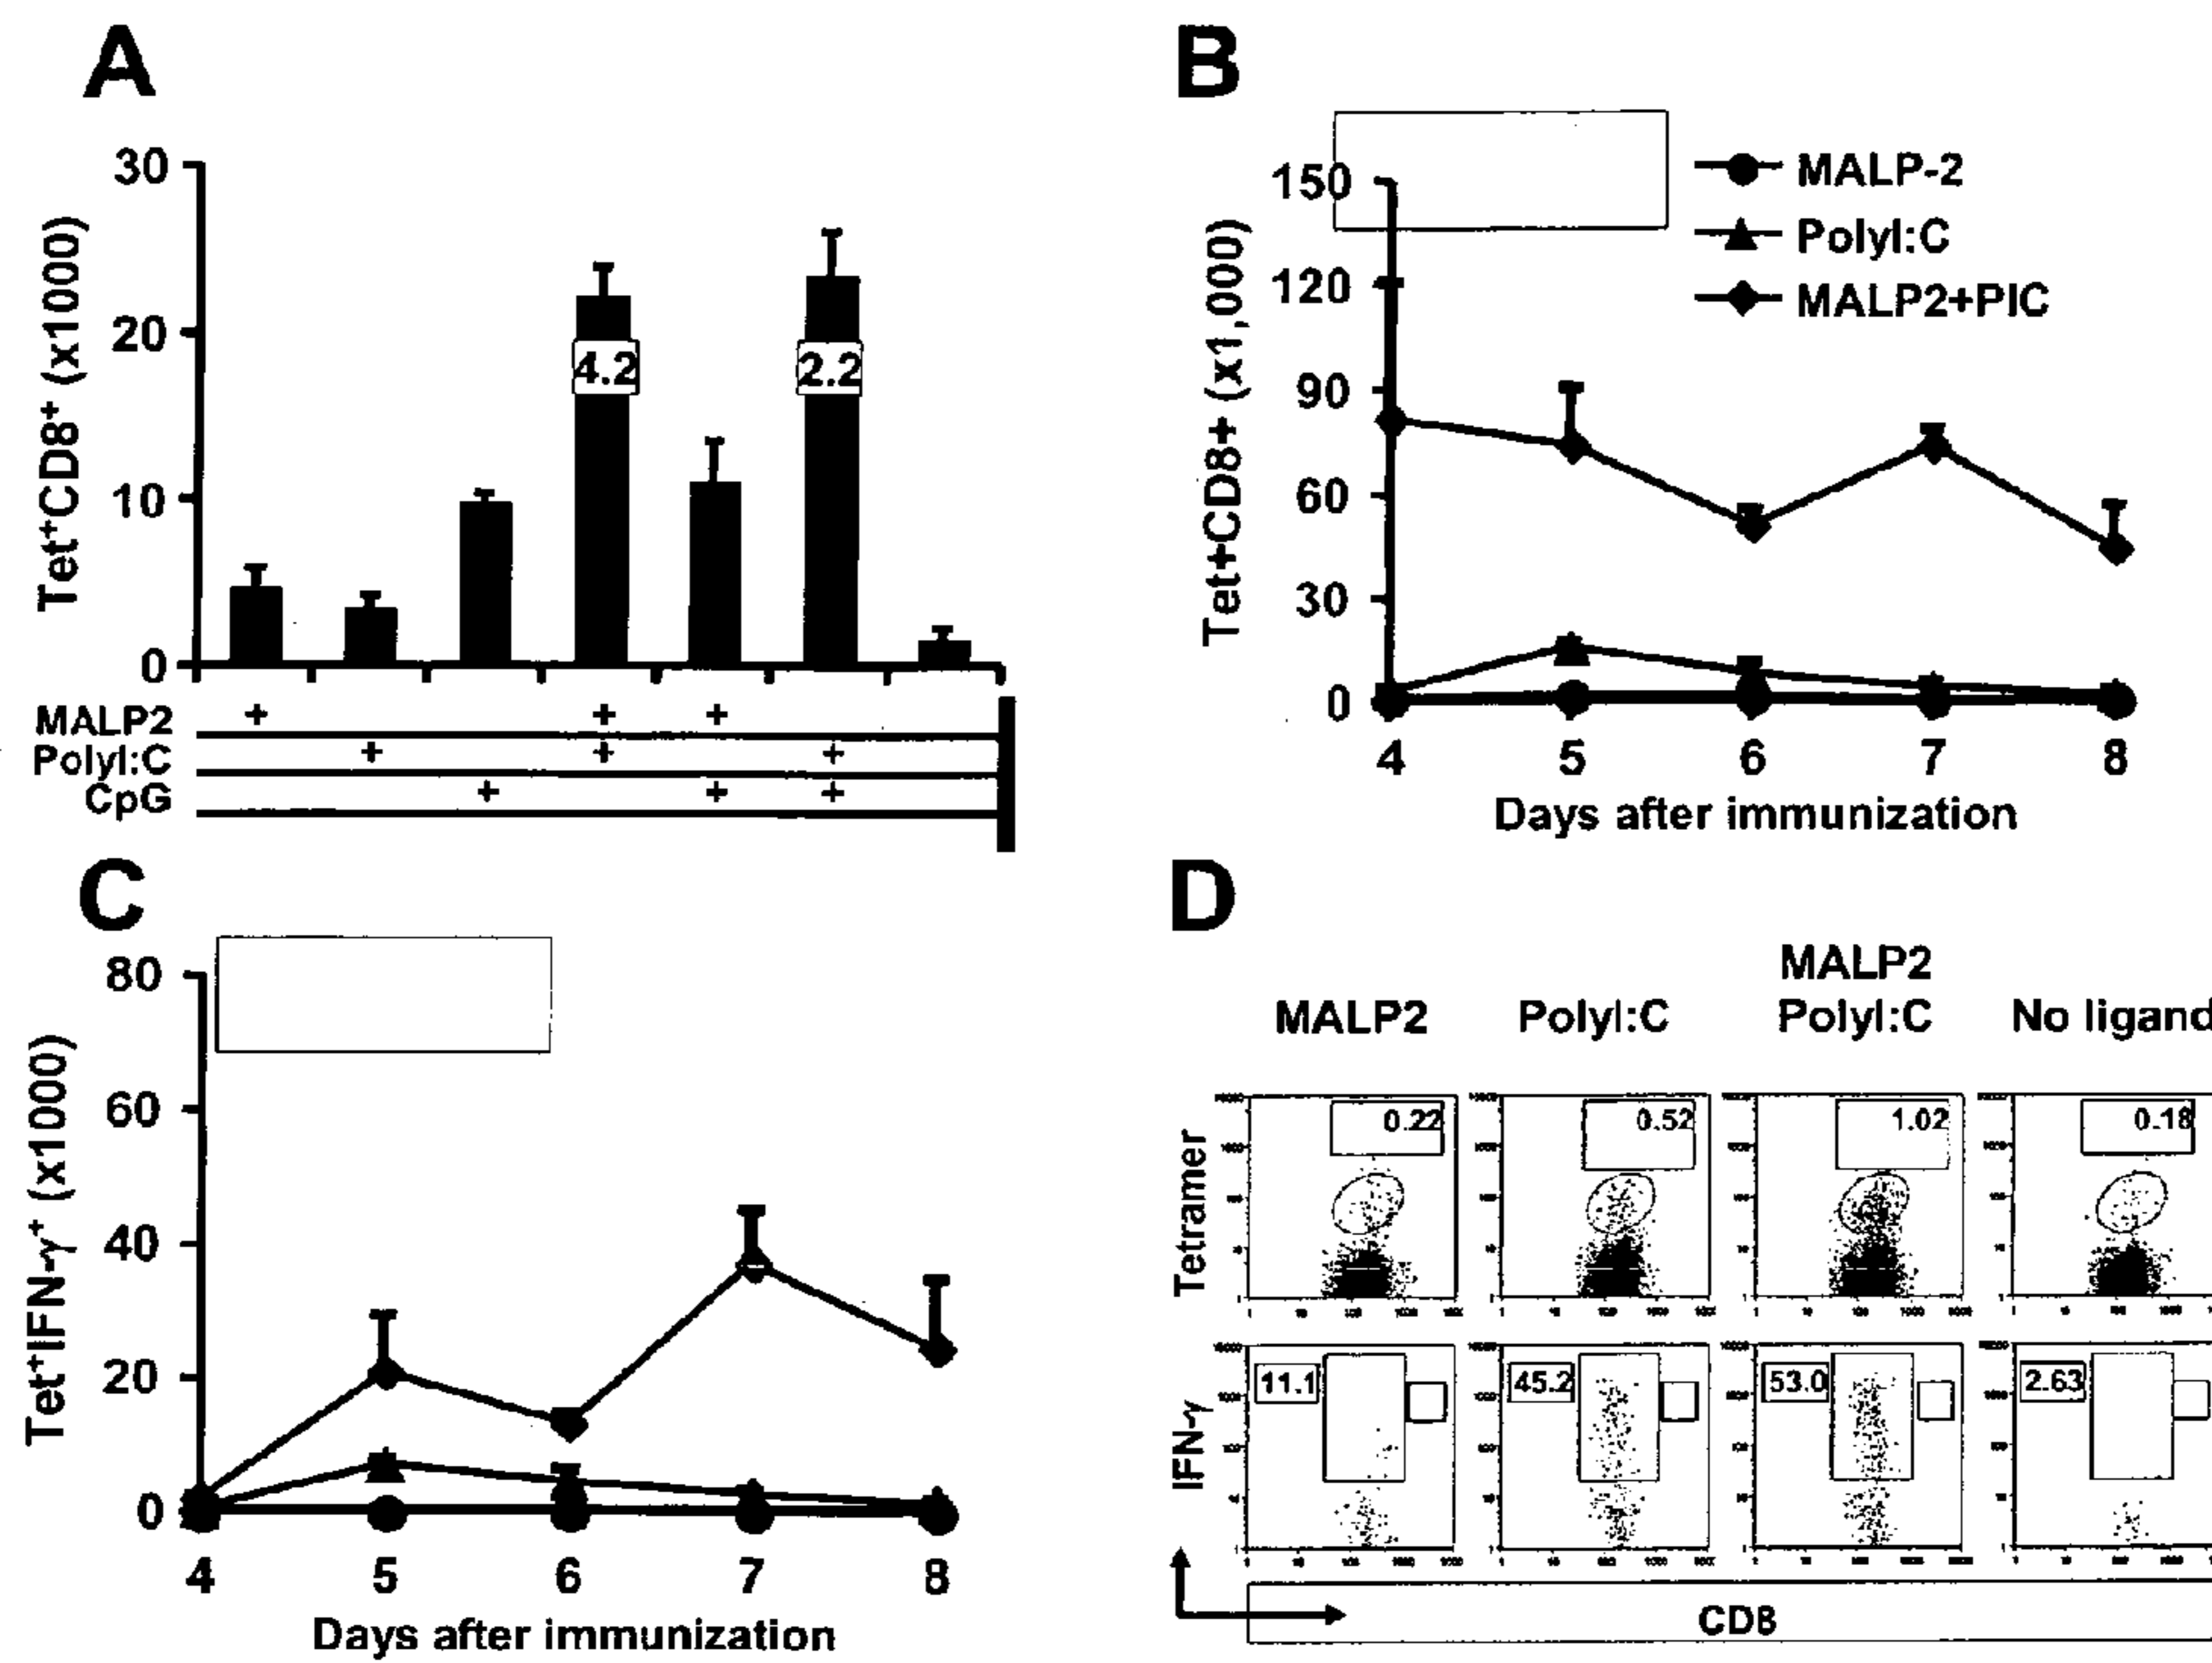 A
Tet⁺CD8⁺ (x1000)
30
20
10
0
4.2
2.2
MALP2 + + +
PolyI:C + + +
CpG + + +
B
Tet+CD8+ (x1,000)
150
120
90
60
30
0
MALP-2
PolyI:C
MALP2+PIC
4 5 6 7 8
Days after immunization
C
Tet⁺IFN-γ⁺ (x1000)
80
60
40
20
0
4 5 6 7 8
Days after immunization
D
MALP2
PolyI:C
MALP2
PolyI:C
No ligand
Tetramer
0.22
0.52
1.02
0.18
IFN-γ
11.1
45.2
53.0
2.63
CD8